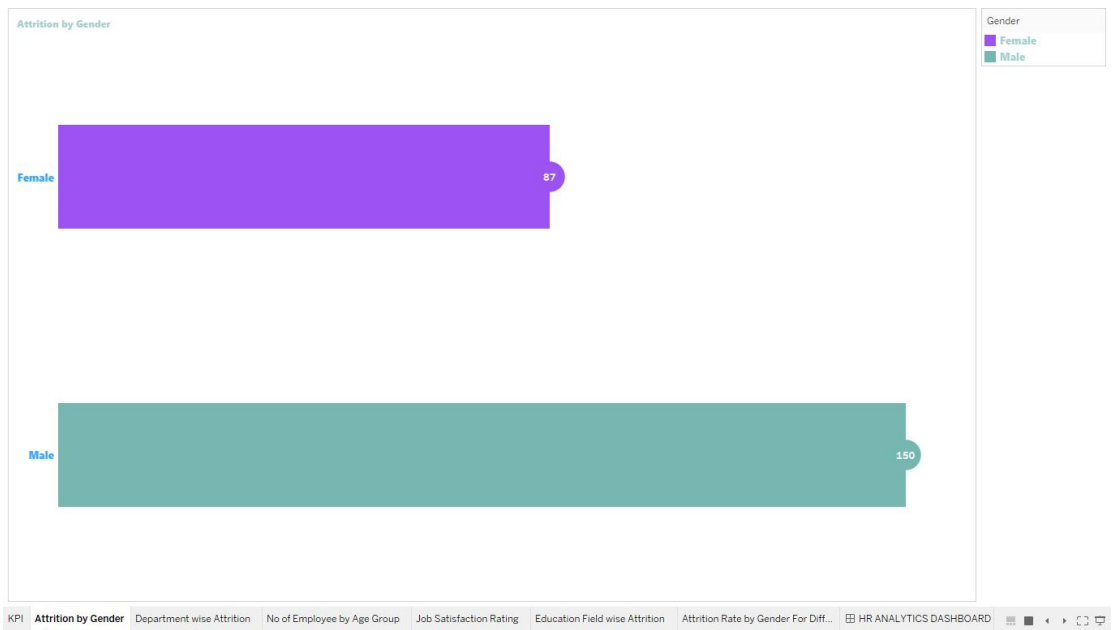 Attrition by Gender
Gender
Female
Male
Female
87
Male
150
KPI Attrition by Gender Department wise Attrition No of Employee by Age Group Job Satisfaction Rating Education Field wise Attrition Attrition Rate by Gender For Diff... HR ANALYTICS DASHBOARD